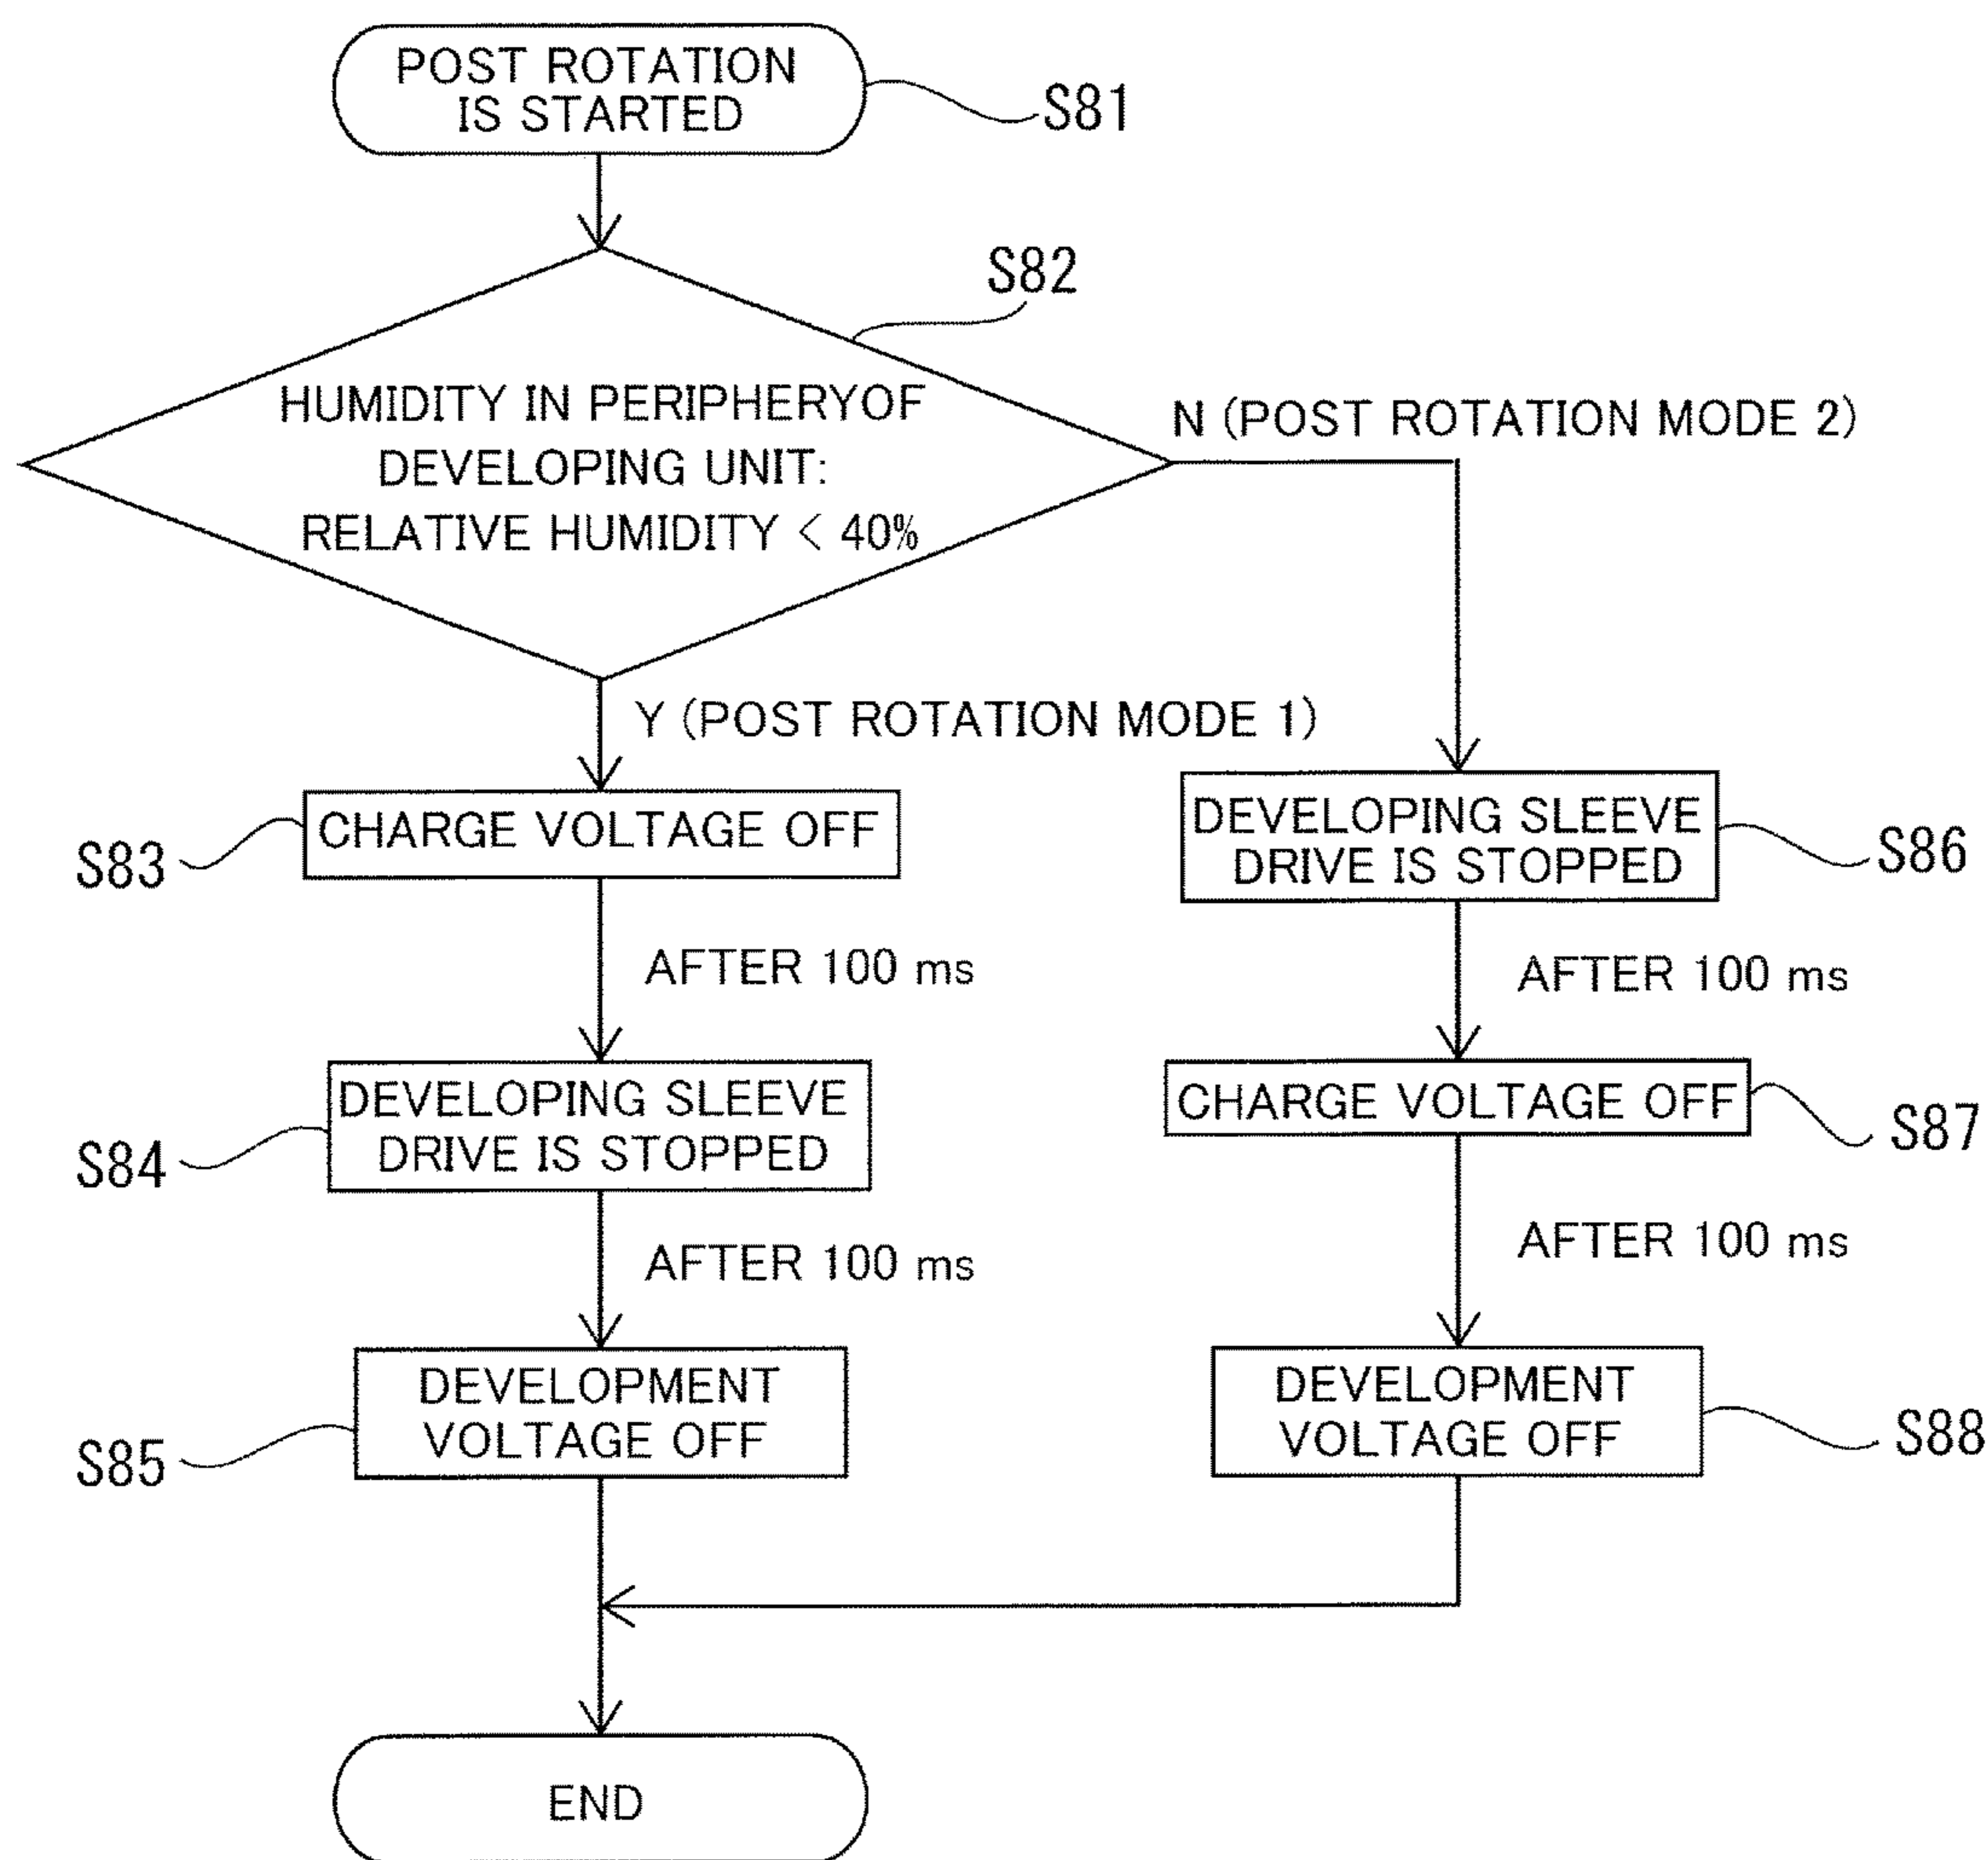 POST ROTATION
IS STARTED
S81
S82
HUMIDITY IN PERIPHERYOF
DEVELOPING UNIT:
RELATIVE HUMIDITY < 40%
N (POST ROTATION MODE 2)
Y (POST ROTATION MODE 1)
S83
CHARGE VOLTAGE OFF
DEVELOPING SLEEVE
DRIVE IS STOPPED
S86
AFTER 100 ms
AFTER 100 ms
S84
DEVELOPING SLEEVE
DRIVE IS STOPPED
CHARGE VOLTAGE OFF
S87
AFTER 100 ms
AFTER 100 ms
S85
DEVELOPMENT
VOLTAGE OFF
DEVELOPMENT
VOLTAGE OFF
S88
END